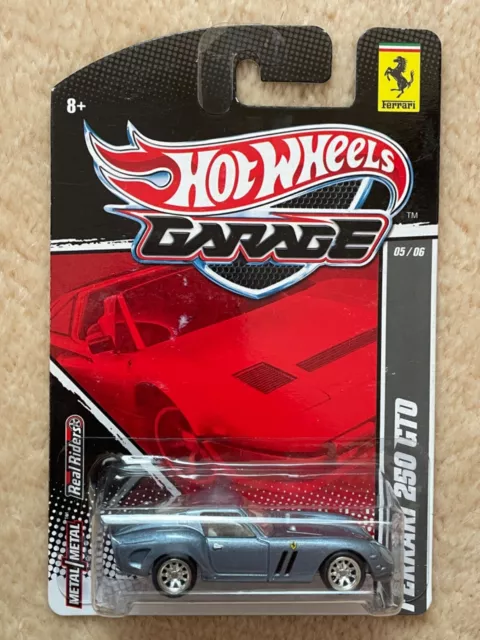 8+
Ferrari
HOT WHEELS
TM
GARAGE
05 / 06
FERRARI 250 GTO
Real Riders®
METAL/METAL